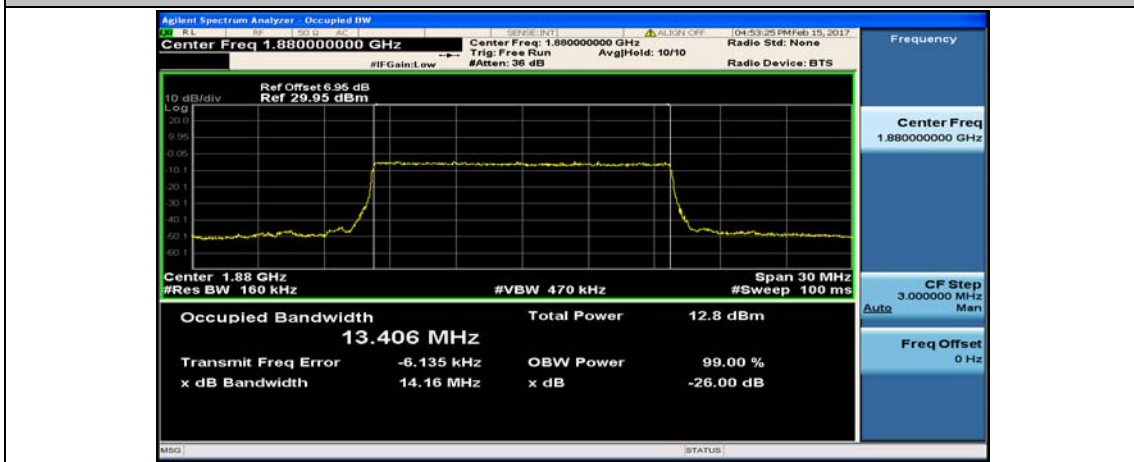 Agilent Spectrum Analyzer - Occupied BW
RL RF 50 Ω AC SENSE:INT ALIGN OFF 04:53:25 PM Feb 15, 2017
Center Freq 1.880000000 GHz
Center Freq: 1.880000000 GHz
Radio Std: None
Trig: Free Run Avg|Hold: 10/10
#IFGain:Low #Atten: 36 dB Radio Device: BTS
Ref Offset 6.95 dB
10 dB/div Ref 29.95 dBm
Log
20.0
9.95
-0.05
-10.1
-20.1
-30.1
-40.1
-50.1
-60.1
Center 1.88 GHz Span 30 MHz
#Res BW 160 kHz #VBW 470 kHz #Sweep 100 ms
Occupied Bandwidth Total Power 12.8 dBm
13.406 MHz
Transmit Freq Error -6.135 kHz OBW Power 99.00 %
x dB Bandwidth 14.16 MHz x dB -26.00 dB
MSG STATUS
Frequency
Center Freq
1.880000000 GHz
CF Step
3.000000 MHz
Auto Man
Freq Offset
0 Hz